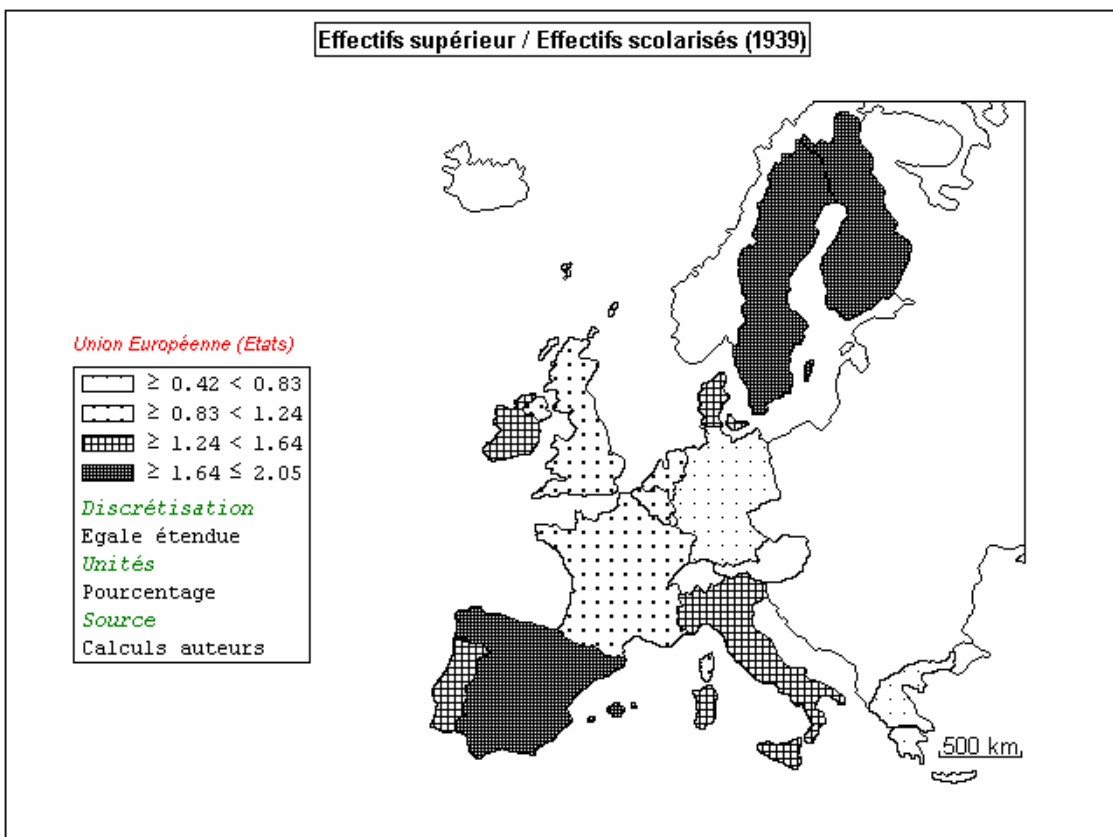 Effectifs supérieur / Effectifs scolarisés (1939)
Union Européenne (Etats)
≥ 0.42 < 0.83
≥ 0.83 < 1.24
≥ 1.24 < 1.64
≥ 1.64 ≤ 2.05
Discrétisation
Egale étendue
Unités
Pourcentage
Source
Calculs auteurs
500 km